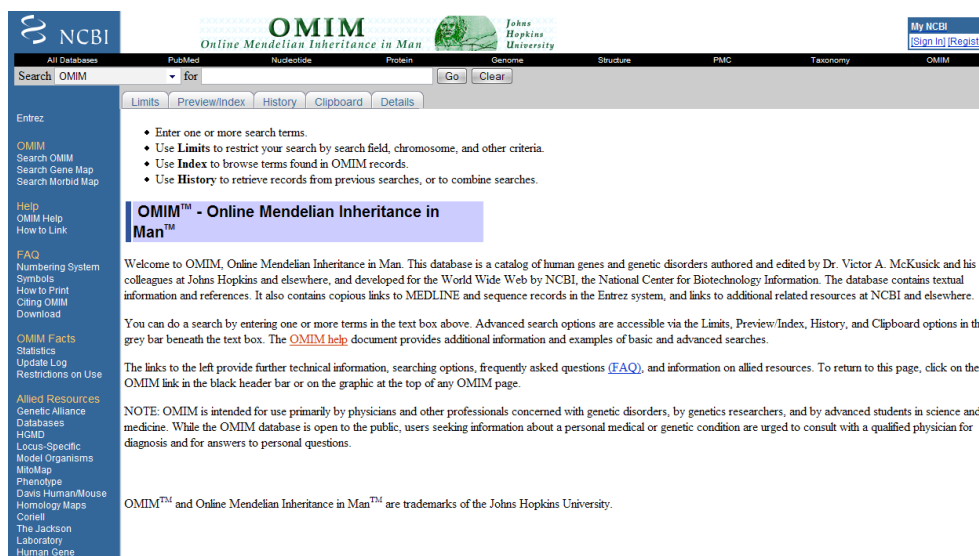 NCBI
OMIM
Online Mendelian Inheritance in Man
Johns
Hopkins
University
My NCBI
[Sign In] [Regist
All Databases PubMed Nucleotide Protein Genome Structure PMC Taxonomy OMIM
Search OMIM for Go Clear
Limits Preview/Index History Clipboard Details
Entrez
OMIM
Search OMIM
Search Gene Map
Search Morbid Map
Help
OMIM Help
How to Link
FAQ
Numbering System
Symbols
How to Print
Citing OMIM
Download
OMIM Facts
Statistics
Update Log
Restrictions on Use
Allied Resources
Genetic Alliance
Databases
HGMD
Locus-Specific
Model Organisms
MitoMap
Phenotype
Davis Human/Mouse
Homology Maps
Coriell
The Jackson
Laboratory
Human Gene
• Enter one or more search terms.
• Use Limits to restrict your search by search field, chromosome, and other criteria.
• Use Index to browse terms found in OMIM records.
• Use History to retrieve records from previous searches, or to combine searches.
OMIM™ - Online Mendelian Inheritance in
Man™
Welcome to OMIM, Online Mendelian Inheritance in Man. This database is a catalog of human genes and genetic disorders authored and edited by Dr. Victor A. McKusick and his
colleagues at Johns Hopkins and elsewhere, and developed for the World Wide Web by NCBI, the National Center for Biotechnology Information. The database contains textual
information and references. It also contains copious links to MEDLINE and sequence records in the Entrez system, and links to additional related resources at NCBI and elsewhere.
You can do a search by entering one or more terms in the text box above. Advanced search options are accessible via the Limits, Preview/Index, History, and Clipboard options in th
grey bar beneath the text box. The OMIM help document provides additional information and examples of basic and advanced searches.
The links to the left provide further technical information, searching options, frequently asked questions (FAQ), and information on allied resources. To return to this page, click on the
OMIM link in the black header bar or on the graphic at the top of any OMIM page.
NOTE: OMIM is intended for use primarily by physicians and other professionals concerned with genetic disorders, by genetics researchers, and by advanced students in science and
medicine. While the OMIM database is open to the public, users seeking information about a personal medical or genetic condition are urged to consult with a qualified physician for
diagnosis and for answers to personal questions.
OMIM™ and Online Mendelian Inheritance in Man™ are trademarks of the Johns Hopkins University.